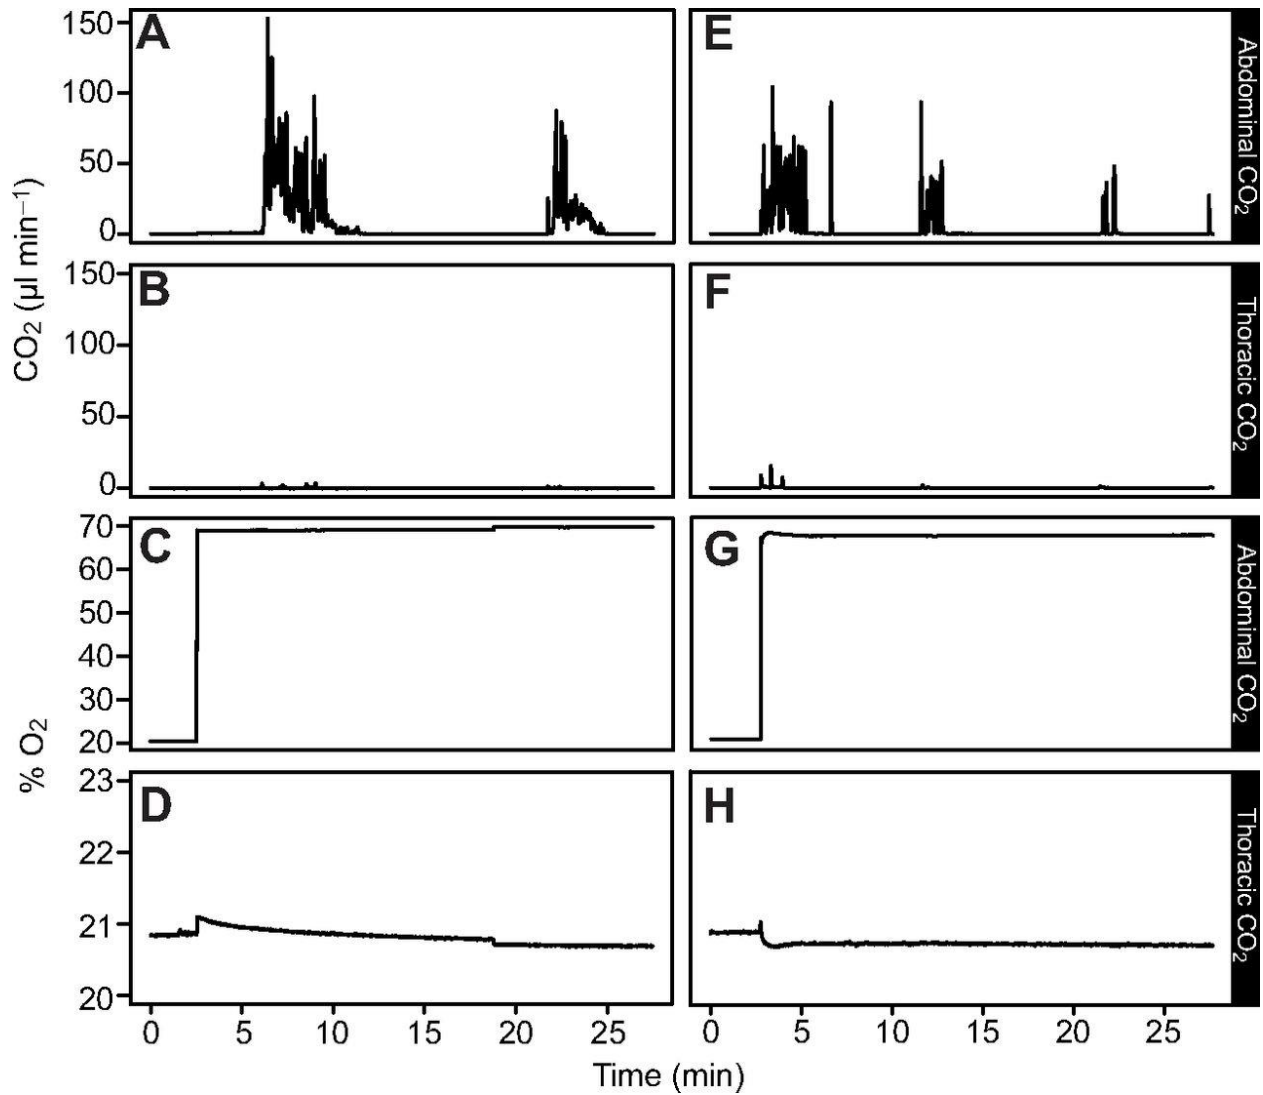 A
E
150
100
50
0
Abdominal CO₂
B
F
150
100
50
0
Thoracic CO₂
CO₂ (µl min⁻¹)
C
G
70
60
50
40
30
20
Abdominal CO₂
D
H
23
22
21
20
Thoracic CO₂
% O₂
0 5 10 15 20 25 0 5 10 15 20 25
Time (min)